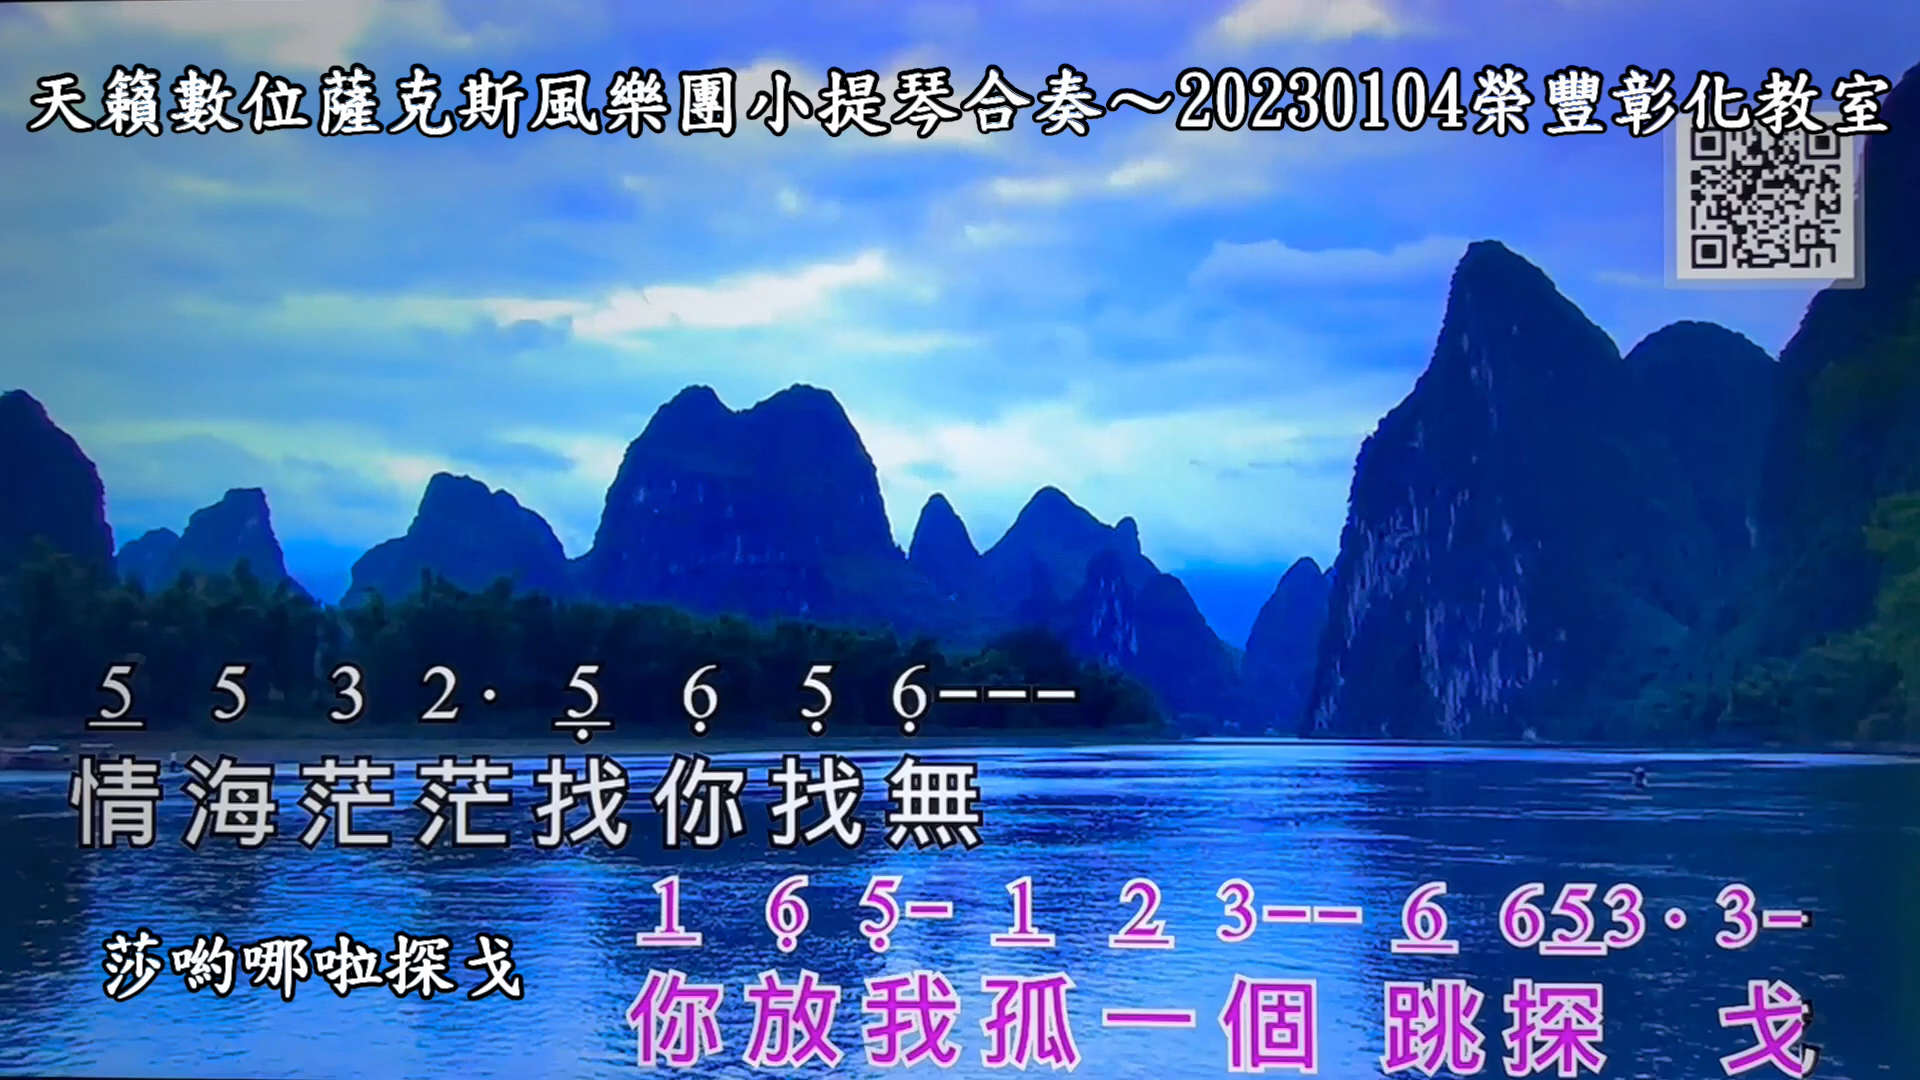 天籟數位薩克斯風樂團小提琴合奏～20230104榮豐彰化教室
5 5 3 2· 5 6 5 6---
情海茫茫找你找無
1 6 5- 1 2 3-- 6 653·3-
莎喲哪啦探戈
你放我孤一個 跳探 戈